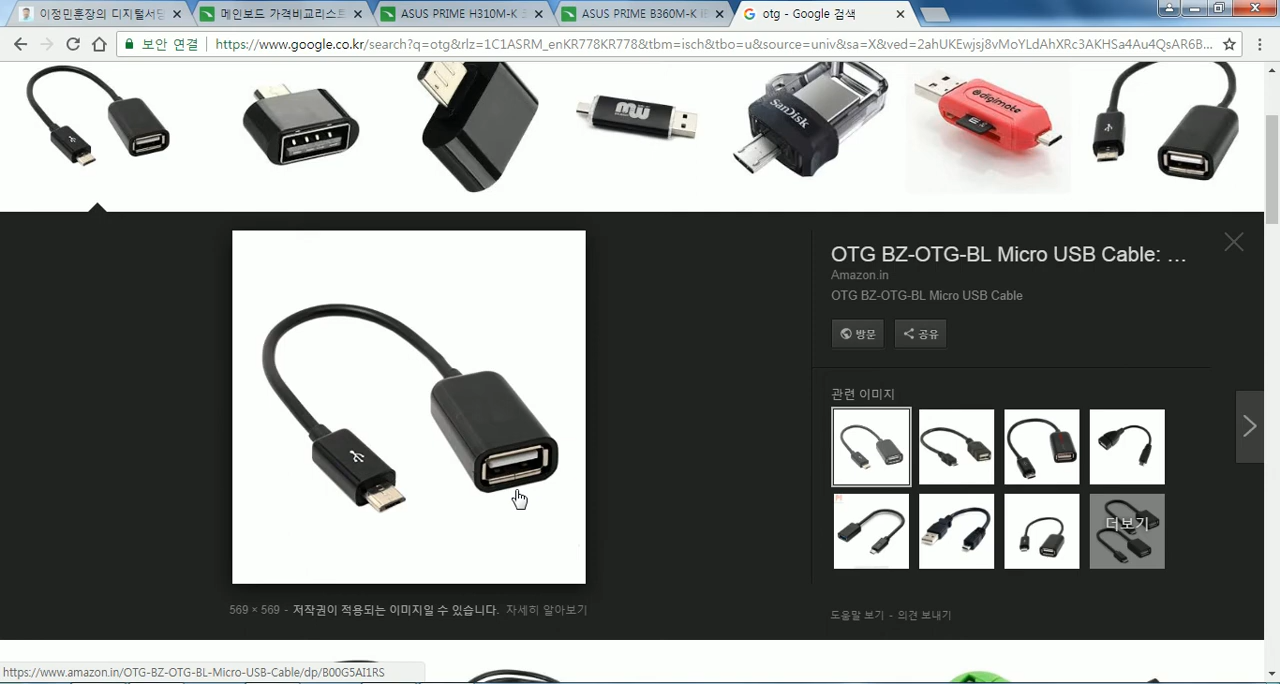 이정민훈장의 디지털서당
메인보드 가격비교리스트
ASUS PRIME H310M-K
ASUS PRIME B360M-K
otg - Google 검색
보안 연결
https://www.google.co.kr/search?q=otg&rlz=1C1ASRM_enKR778KR778&tbm=isch&tbo=u&source=univ&sa=X&ved=2ahUKEwjsj8vMoYLdAhXRc3AKHSa4Au4QsAR6B...
mw
SanDisk
@digimate
OTG BZ-OTG-BL Micro USB Cable: ...
Amazon.in
OTG BZ-OTG-BL Micro USB Cable
방문
공유
관련 이미지
더보기
569 × 569 - 저작권이 적용되는 이미지일 수 있습니다. 자세히 알아보기
도움말 보기 - 의견 보내기
https://www.amazon.in/OTG-BZ-OTG-BL-Micro-USB-Cable/dp/B00G5AI1RS